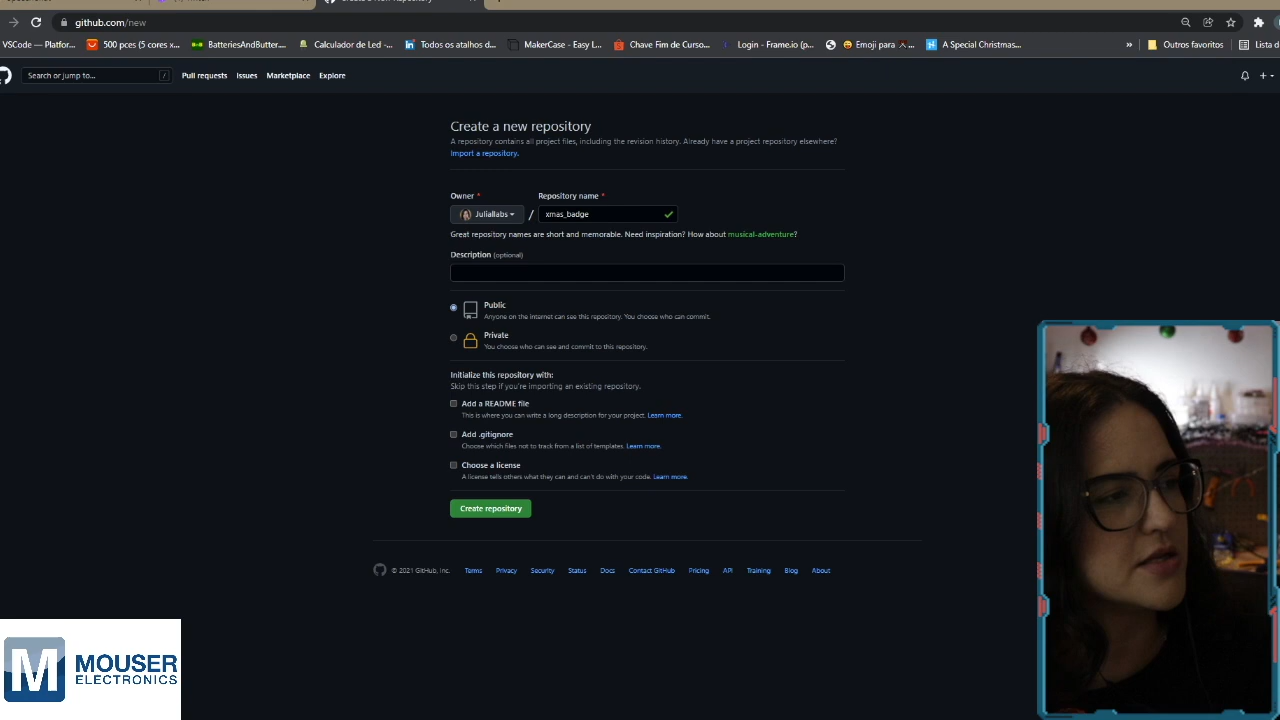 github.com/new
VSCode — Platfor...
500 pces (5 cores x...
BatteriesAndButter...
Calculador de Led -...
Todos os atalhos d...
MakerCase - Easy L...
Chave Fim de Curso...
Login - Frame.io (p...
Emoji para
A Special Christmas...
»
Outros favoritos
Lista d
Search or jump to...
/
Pull requests
Issues
Marketplace
Explore
Create a new repository
A repository contains all project files, including the revision history. Already have a project repository elsewhere?
Import a repository.
Owner *
Repository name *
Juliallabs
/
xmas_badge
Great repository names are short and memorable. Need inspiration? How about musical-adventure?
Description (optional)
Public
Anyone on the internet can see this repository. You choose who can commit.
Private
You choose who can see and commit to this repository.
Initialize this repository with:
Skip this step if you're importing an existing repository.
Add a README file
This is where you can write a long description for your project. Learn more.
Add .gitignore
Choose which files not to track from a list of templates. Learn more.
Choose a license
A license tells others what they can and can't do with your code. Learn more.
Create repository
© 2021 GitHub, Inc.
Terms
Privacy
Security
Status
Docs
Contact GitHub
Pricing
API
Training
Blog
About
M
MOUSER
ELECTRONICS